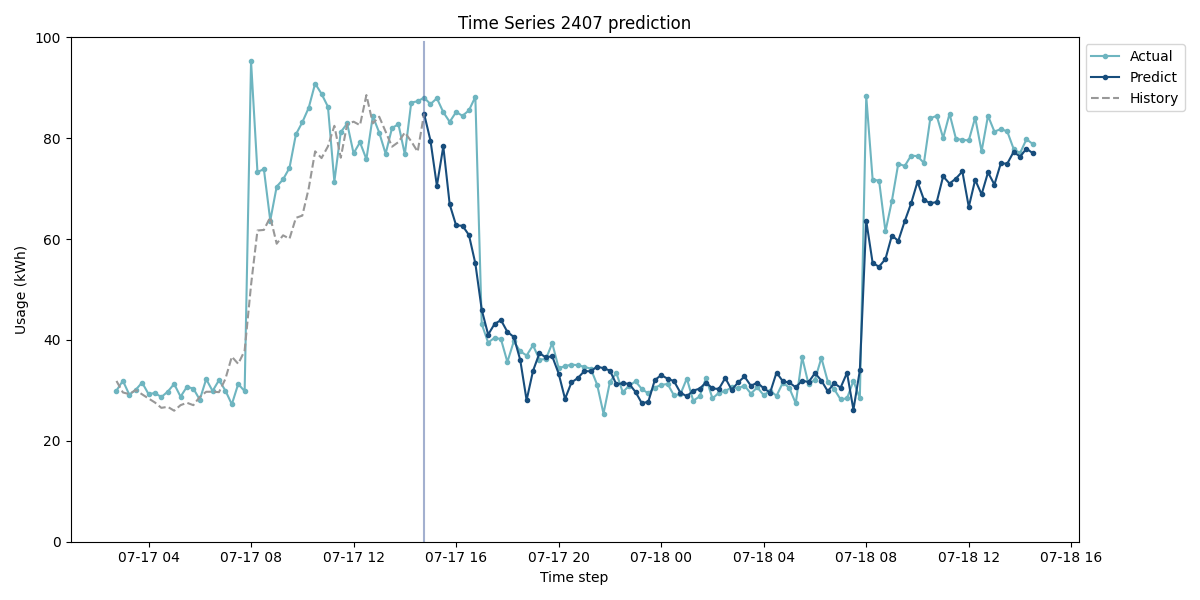 Time Series 2407 prediction
100
80
60
40
20
0
Usage (kWh)
07-17 04
07-17 08
07-17 12
07-17 16
07-17 20
07-18 00
07-18 04
07-18 08
07-18 12
07-18 16
Time step
Actual
Predict
History